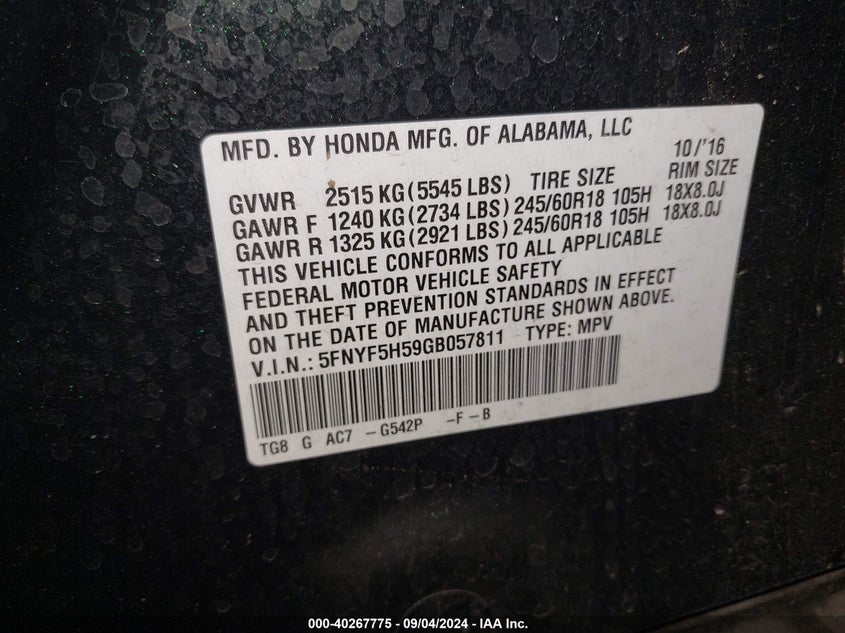 MFD. BY HONDA MFG. OF ALABAMA, LLC 10/'16
GVWR 2515 KG (5545 LBS) TIRE SIZE RIM SIZE
GAWR F 1240 KG (2734 LBS) 245/60R18 105H 18X8.0J
GAWR R 1325 KG (2921 LBS) 245/60R18 105H 18X8.0J
THIS VEHICLE CONFORMS TO ALL APPLICABLE
FEDERAL MOTOR VEHICLE SAFETY
AND THEFT PREVENTION STANDARDS IN EFFECT
ON THE DATE OF MANUFACTURE SHOWN ABOVE.
V.I.N.: 5FNYF5H59GB057811 TYPE: MPV
TG8 G AC7 -G542P -F -B
000-40267775 - 09/04/2024 - IAA Inc.